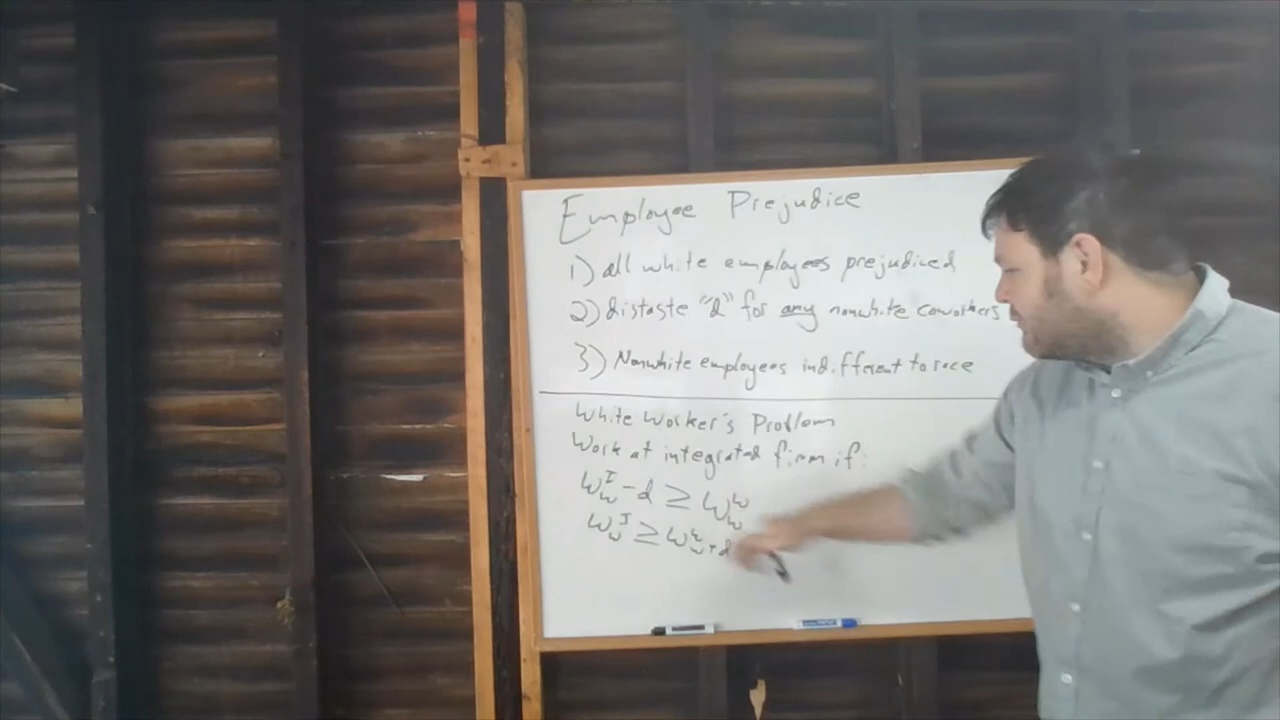 Employee Prejudice
1) all white employees prejudiced
2) distaste "d" for any nonwhite coworkers
3) Nonwhite employees indifferent to race
White Worker's Problem
Work at integrated firm if:
W_w^I - d ≥ W_w^w
W_w^I ≥ W_w^w + d